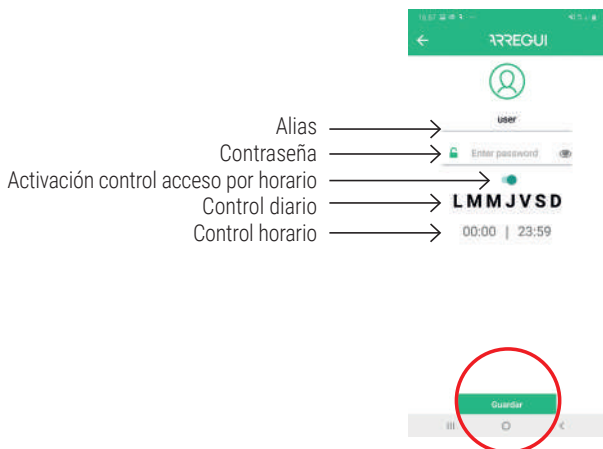 ARREGUI
user
Alias
Enter password
Contraseña
Activación control acceso por horario
LMMJVSD
Control diario
00:00 | 23:59
Control horario
Guardar